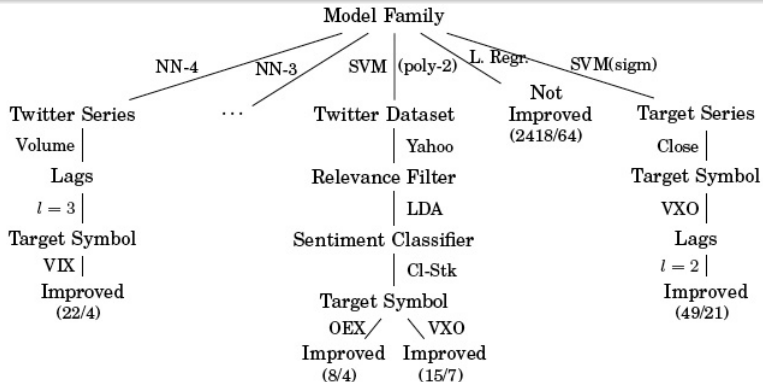 Model Family
NN-4 NN-3 SVM (poly-2) L. Regr. SVM(sigm)
Twitter Series ... Twitter Dataset Not Improved (2418/64) Target Series
Volume Yahoo Close
Lags Relevance Filter Target Symbol
l = 3 LDA VXO
Target Symbol Sentiment Classifier Lags
VIX Cl-Stk l = 2
Improved Target Symbol Improved
(22/4) OEX VXO (49/21)
Improved Improved
(8/4) (15/7)